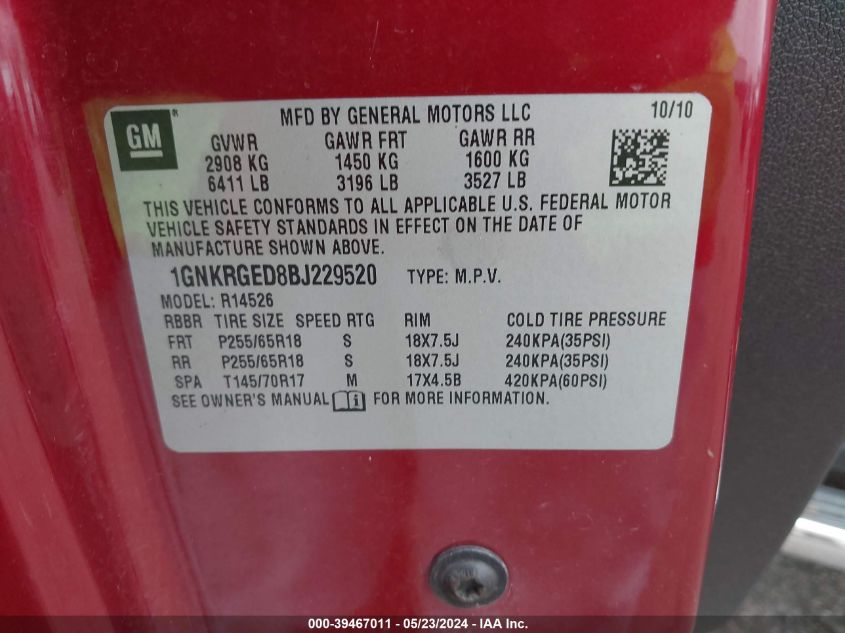 GM ® MFD BY GENERAL MOTORS LLC 10/10
GVWR GAWR FRT GAWR RR
2908 KG 1450 KG 1600 KG
6411 LB 3196 LB 3527 LB
THIS VEHICLE CONFORMS TO ALL APPLICABLE U.S. FEDERAL MOTOR
VEHICLE SAFETY STANDARDS IN EFFECT ON THE DATE OF
MANUFACTURE SHOWN ABOVE.
1GNKRGED8BJ229520 TYPE: M.P.V.
MODEL: R14526
RBBR TIRE SIZE SPEED RTG RIM COLD TIRE PRESSURE
FRT P255/65R18 S 18X7.5J 240KPA(35PSI)
RR P255/65R18 S 18X7.5J 240KPA(35PSI)
SPA T145/70R17 M 17X4.5B 420KPA(60PSI)
SEE OWNER'S MANUAL i FOR MORE INFORMATION.
000-39467011 - 05/23/2024 - IAA Inc.